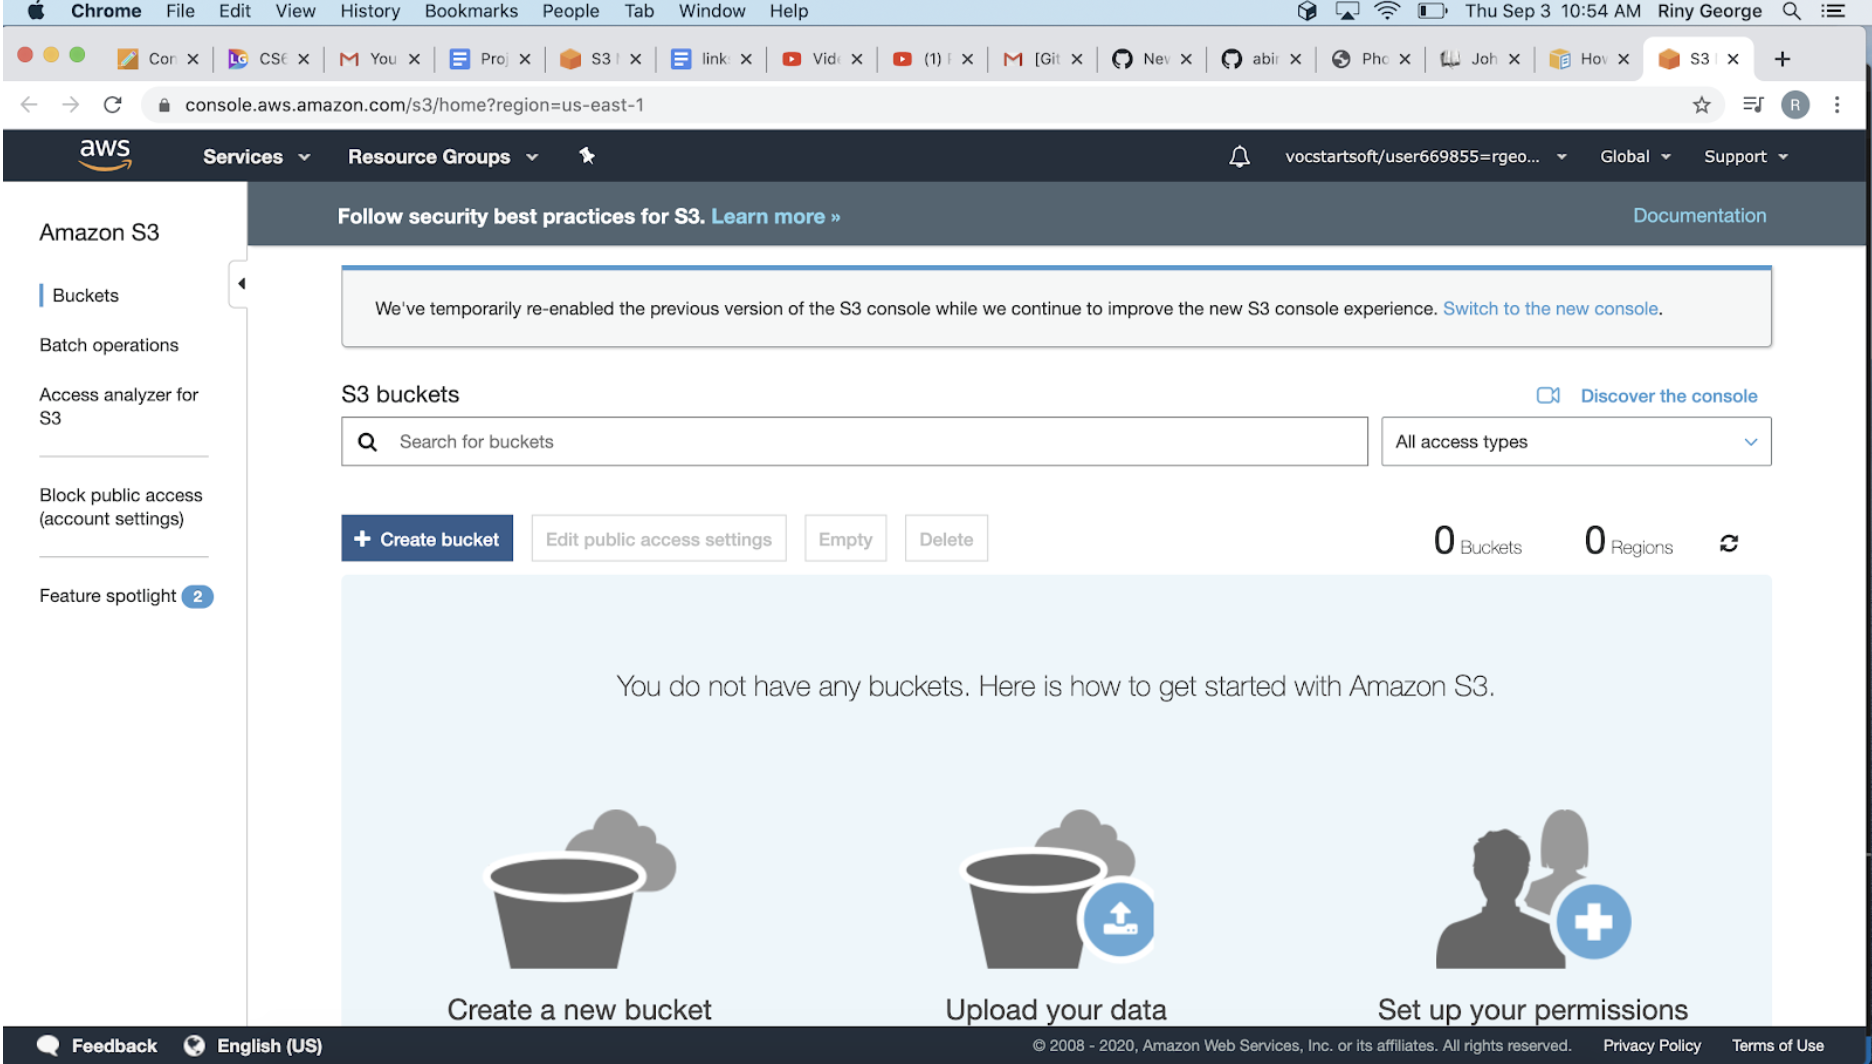 Chrome File Edit View History Bookmarks People Tab Window Help Thu Sep 3 10:54 AM Riny George
Con CS6 You Proj S3 link Vide (1) [Git New abir Pho Joh How S3
console.aws.amazon.com/s3/home?region=us-east-1 R
aws Services Resource Groups vocstartsoft/user669855=rgeo... Global Support
Follow security best practices for S3. Learn more » Documentation
Amazon S3
Buckets
Batch operations
Access analyzer for
S3
Block public access
(account settings)
Feature spotlight 2
We've temporarily re-enabled the previous version of the S3 console while we continue to improve the new S3 console experience. Switch to the new console.
S3 buckets Discover the console
Search for buckets All access types
+ Create bucket Edit public access settings Empty Delete 0 Buckets 0 Regions
You do not have any buckets. Here is how to get started with Amazon S3.
Create a new bucket Upload your data Set up your permissions
Feedback English (US) © 2008 - 2020, Amazon Web Services, Inc. or its affiliates. All rights reserved. Privacy Policy Terms of Use